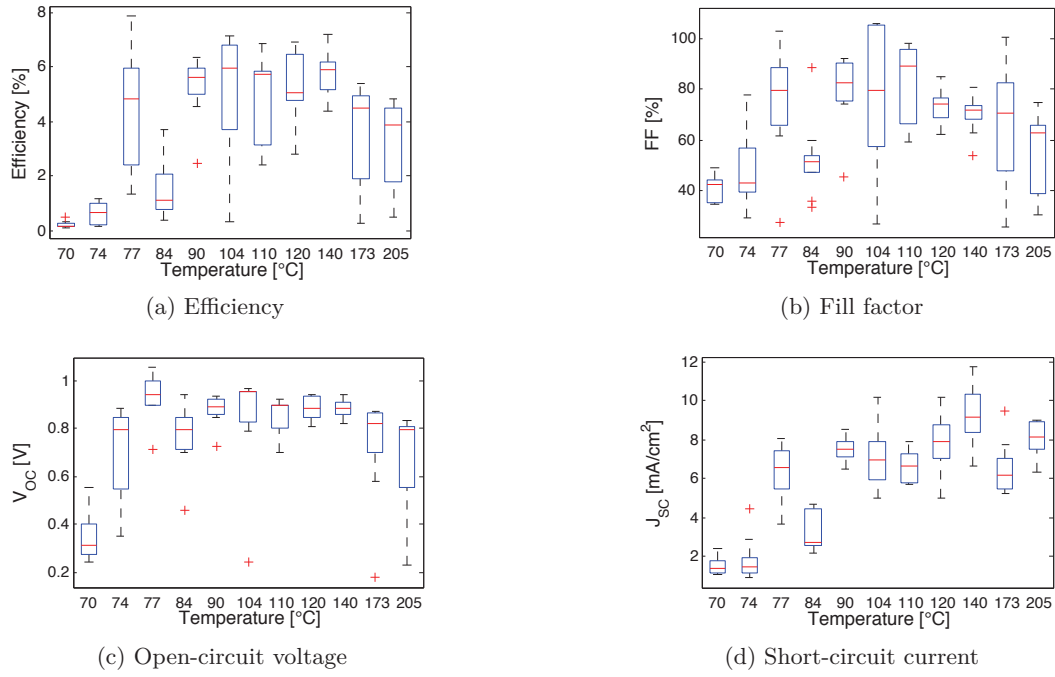 8
6
4
2
0
Efficiency [%]
70 74 77 84 90 104 110 120 140 173 205
Temperature [°C]
(a) Efficiency
100
80
60
40
FF [%]
70 74 77 84 90 104 110 120 140 173 205
Temperature [°C]
(b) Fill factor
1
0.8
0.6
0.4
0.2
V_OC [V]
70 74 77 84 90 104 110 120 140 173 205
Temperature [°C]
(c) Open-circuit voltage
12
10
8
6
4
2
J_SC [mA/cm²]
70 74 77 84 90 104 110 120 140 173 205
Temperature [°C]
(d) Short-circuit current